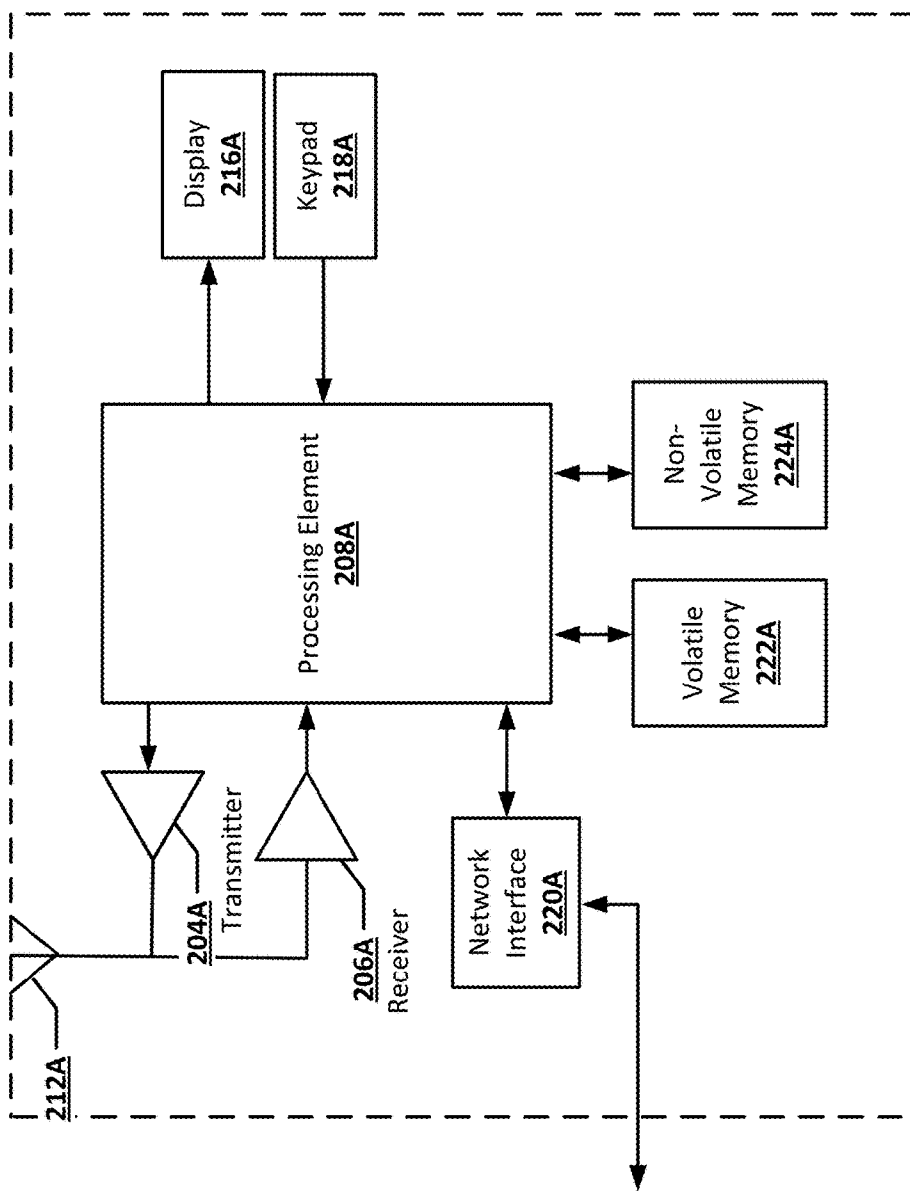 212A
204A
Transmitter
206A
Receiver
Network
Interface
220A
Processing Element
208A
Volatile
Memory
222A
Non-
Volatile
Memory
224A
Display
216A
Keypad
218A